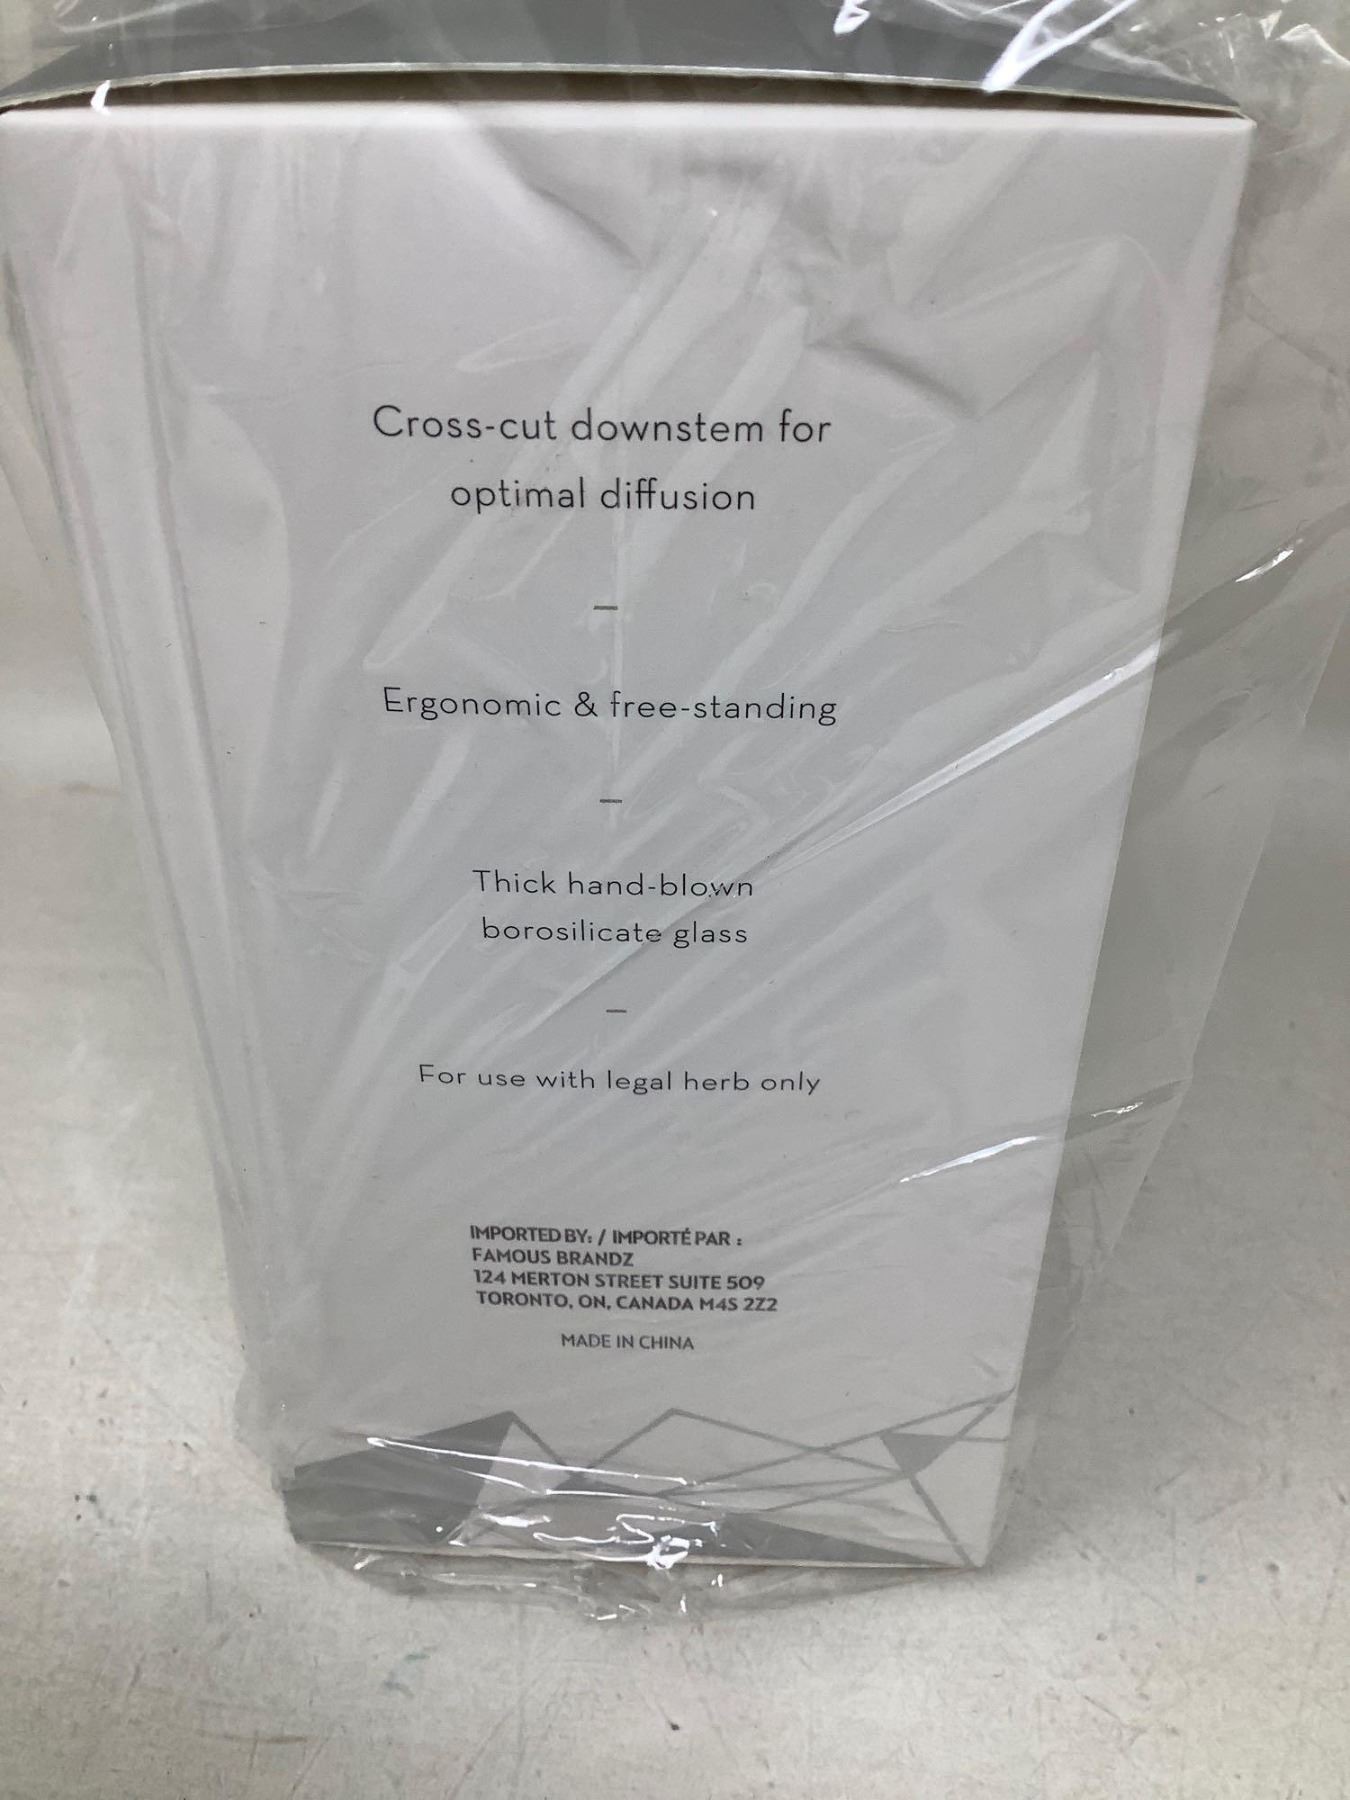 Cross-cut downstem for
optimal diffusion
—
Ergonomic & free-standing
—
Thick hand-blown
borosilicate glass
—
For use with legal herb only
IMPORTED BY: / IMPORTÉ PAR :
FAMOUS BRANDZ
124 MERTON STREET SUITE 509
TORONTO, ON, CANADA M4S 2Z2
MADE IN CHINA